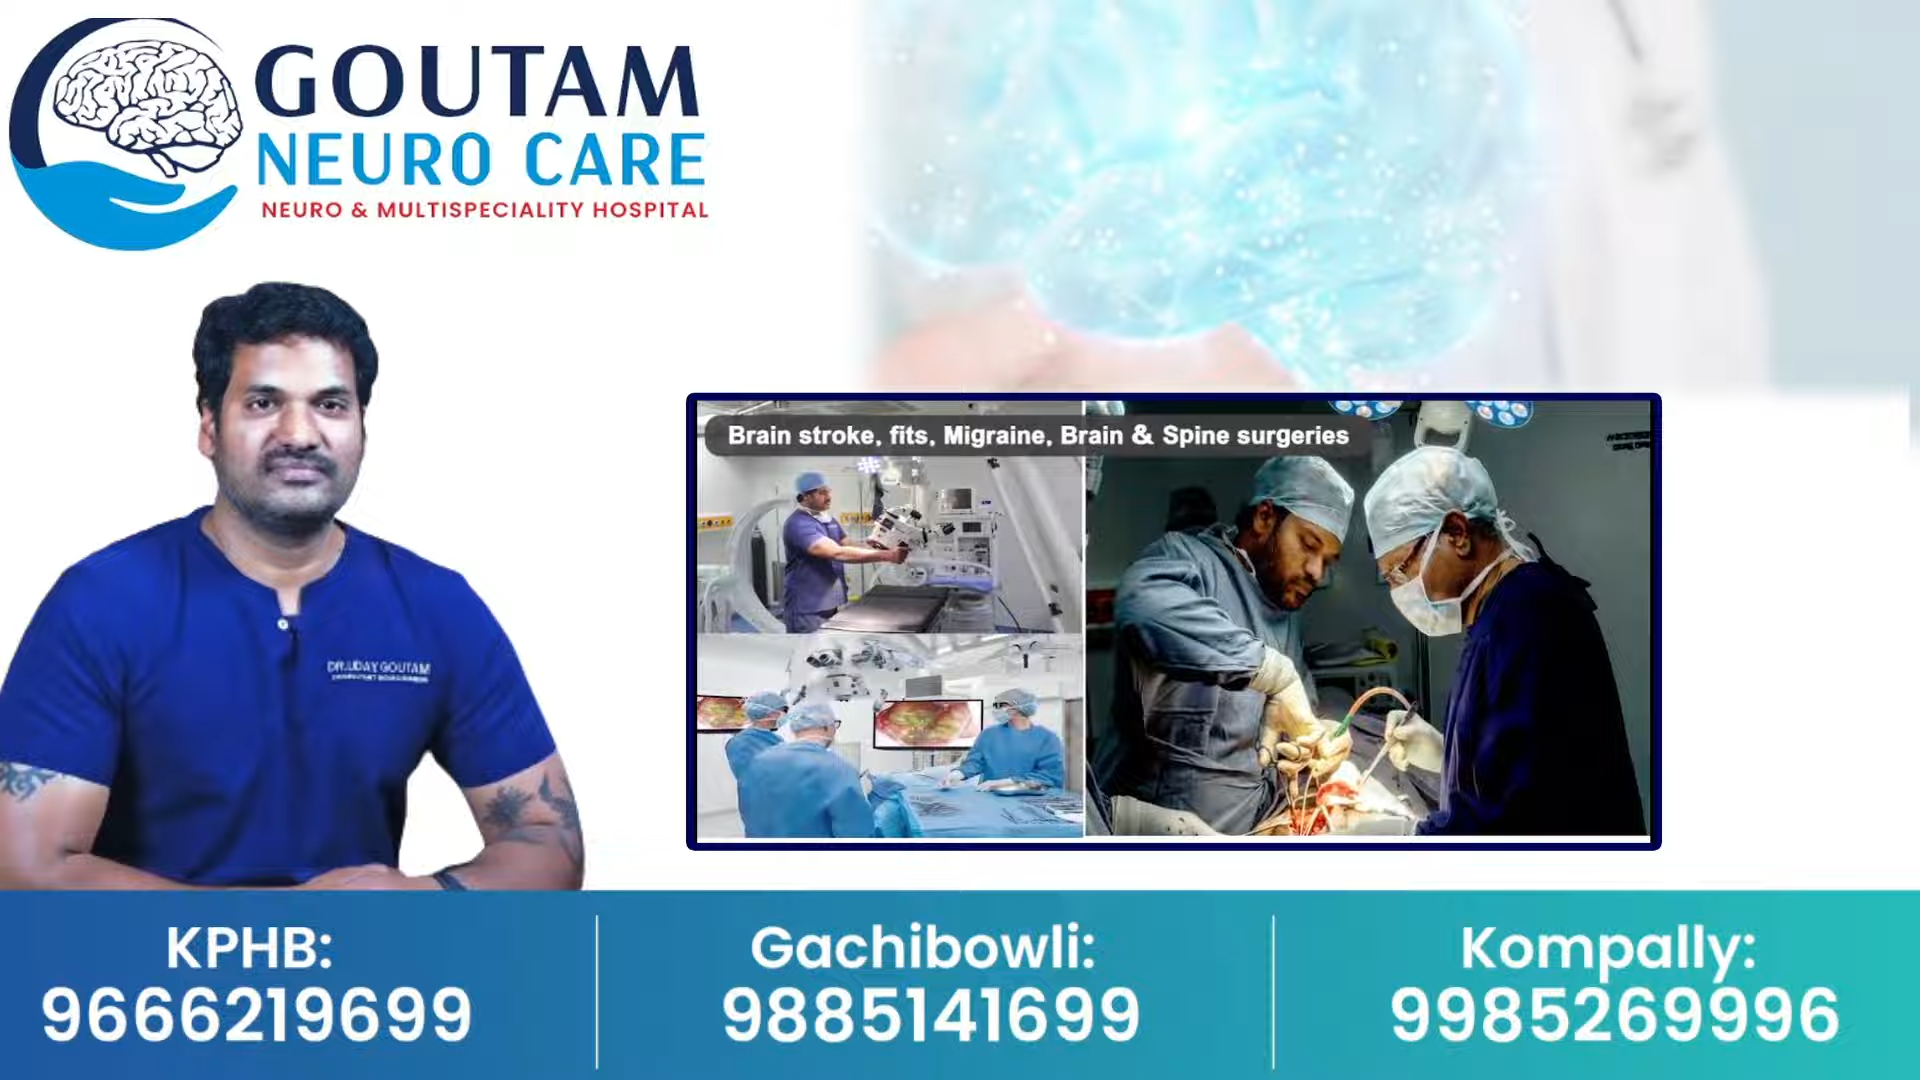 GOUTAM
NEURO CARE
NEURO & MULTISPECIALITY HOSPITAL
Brain stroke, fits, Migraine, Brain & Spine surgeries
DR.UDAY GOUTAM
KPHB:
9666219699
Gachibowli:
9885141699
Kompally:
9985269996